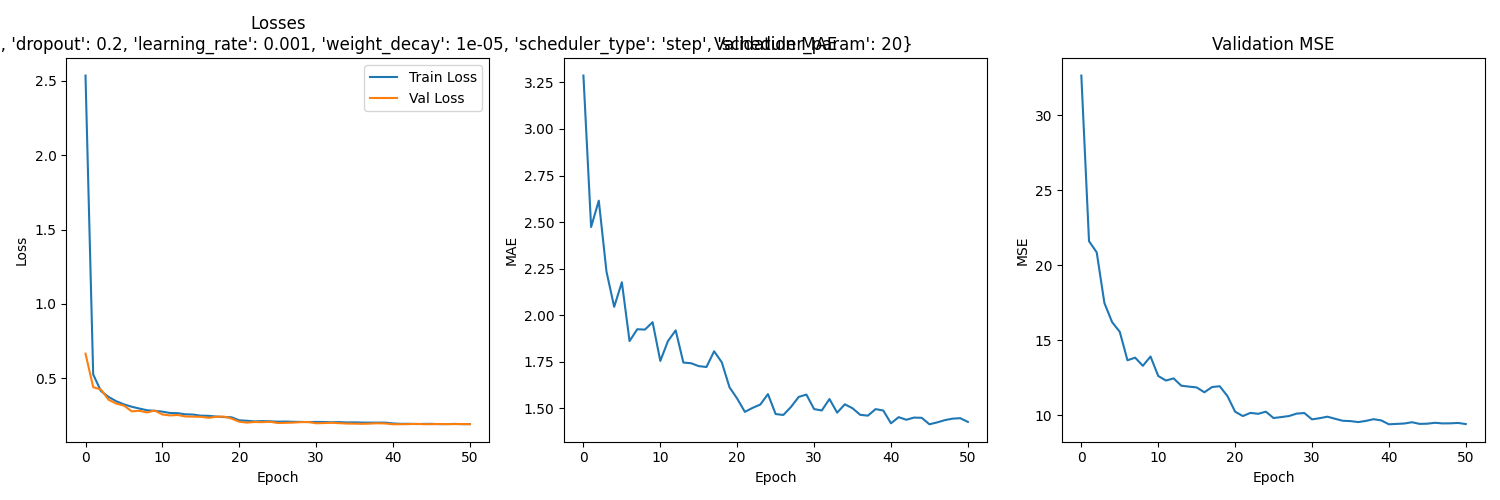 Losses
, 'dropout': 0.2, 'learning_rate': 0.001, 'weight_decay': 1e-05, 'scheduler_type': 'step', 'scheduler_param': 20}
2.5
2.0
1.5
1.0
0.5
Loss
0 10 20 30 40 50
Epoch
Train Loss
Val Loss
Validation MAE
3.25
3.00
2.75
2.50
2.25
2.00
1.75
1.50
MAE
0 10 20 30 40 50
Epoch
Validation MSE
30
25
20
15
10
MSE
0 10 20 30 40 50
Epoch